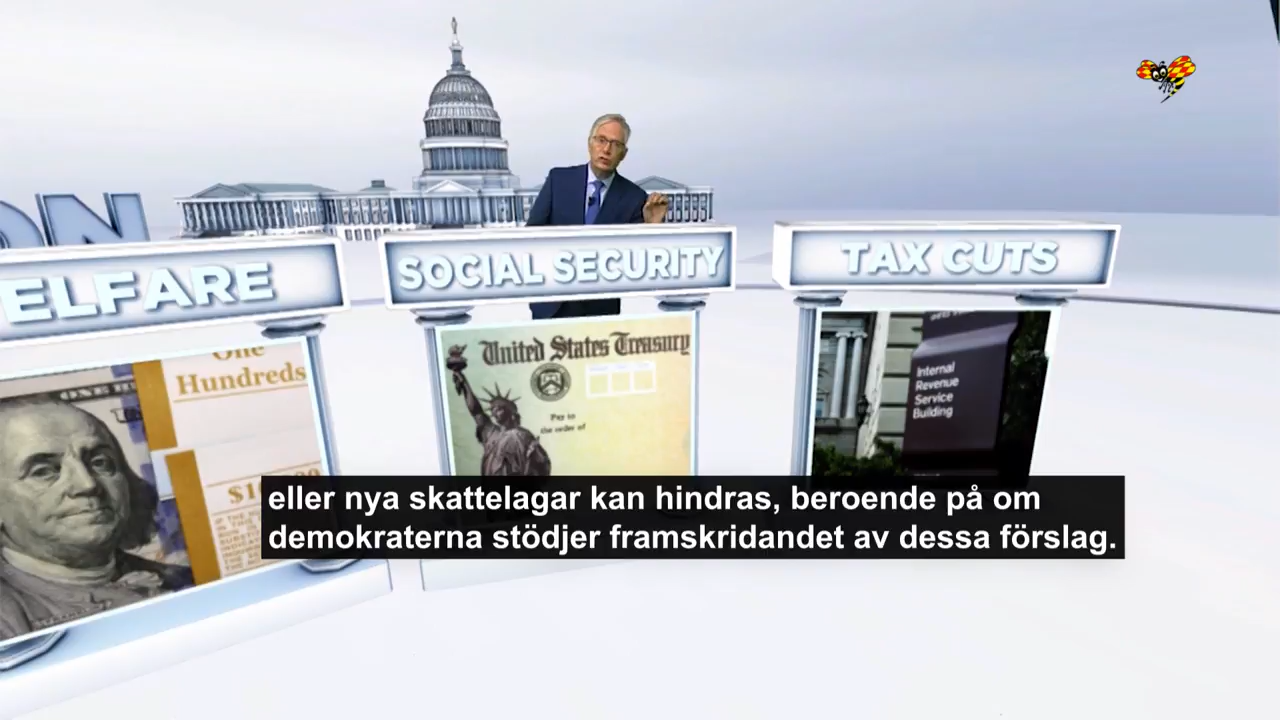 ON
ELFARE
SOCIAL SECURITY
TAX CUTS
One
Hundreds
United States Treasury
Pay to
the order of
Internal
Revenue
Service
Building
eller nya skattelagar kan hindras, beroende på om
demokraterna stödjer framskridandet av dessa förslag.